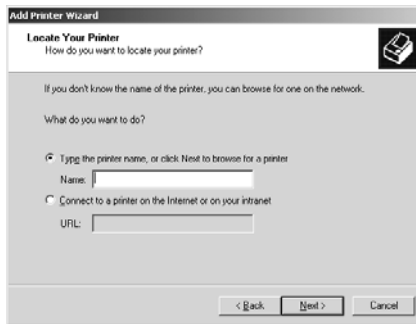 Add Printer Wizard
Locate Your Printer
How do you want to locate your printer?
If you don't know the name of the printer, you can browse for one on the network.
What do you want to do?
Type the printer name, or click Next to browse for a printer
Name:
Connect to a printer on the Internet or on your intranet
URL:
< Back
Next >
Cancel